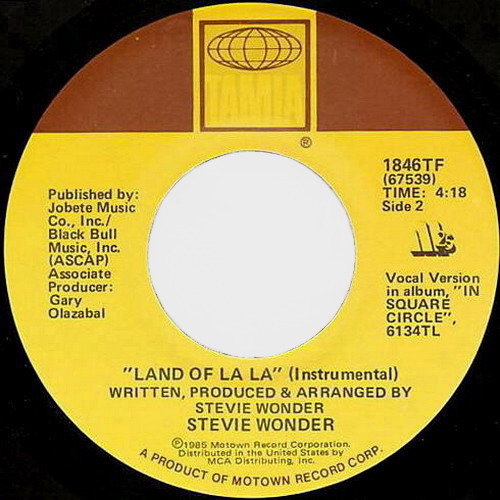 TAMLA
®
1846TF
(67539)
TIME: 4:18
Side 2
Published by:
Jobete Music
Co., Inc./
Black Bull
Music, Inc.
(ASCAP)
Associate
Producer:
Gary
Olazabal
Vocal Version
in album, "IN
SQUARE
CIRCLE",
6134TL
"LAND OF LA LA" (Instrumental)
WRITTEN, PRODUCED & ARRANGED BY
STEVIE WONDER
STEVIE WONDER
Ⓟ1985 Motown Record Corporation.
Distributed in the United States by
MCA Distributing, Inc.
A PRODUCT OF MOTOWN RECORD CORP.